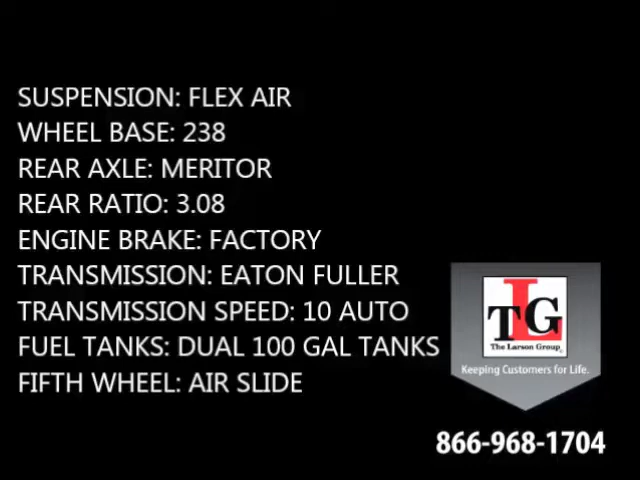 SUSPENSION: FLEX AIR
WHEEL BASE: 238
REAR AXLE: MERITOR
REAR RATIO: 3.08
ENGINE BRAKE: FACTORY
TRANSMISSION: EATON FULLER
TRANSMISSION SPEED: 10 AUTO
FUEL TANKS: DUAL 100 GAL TANKS
FIFTH WHEEL: AIR SLIDE
TLG
The Larson Group
Keeping Customers for Life.
866-968-1704